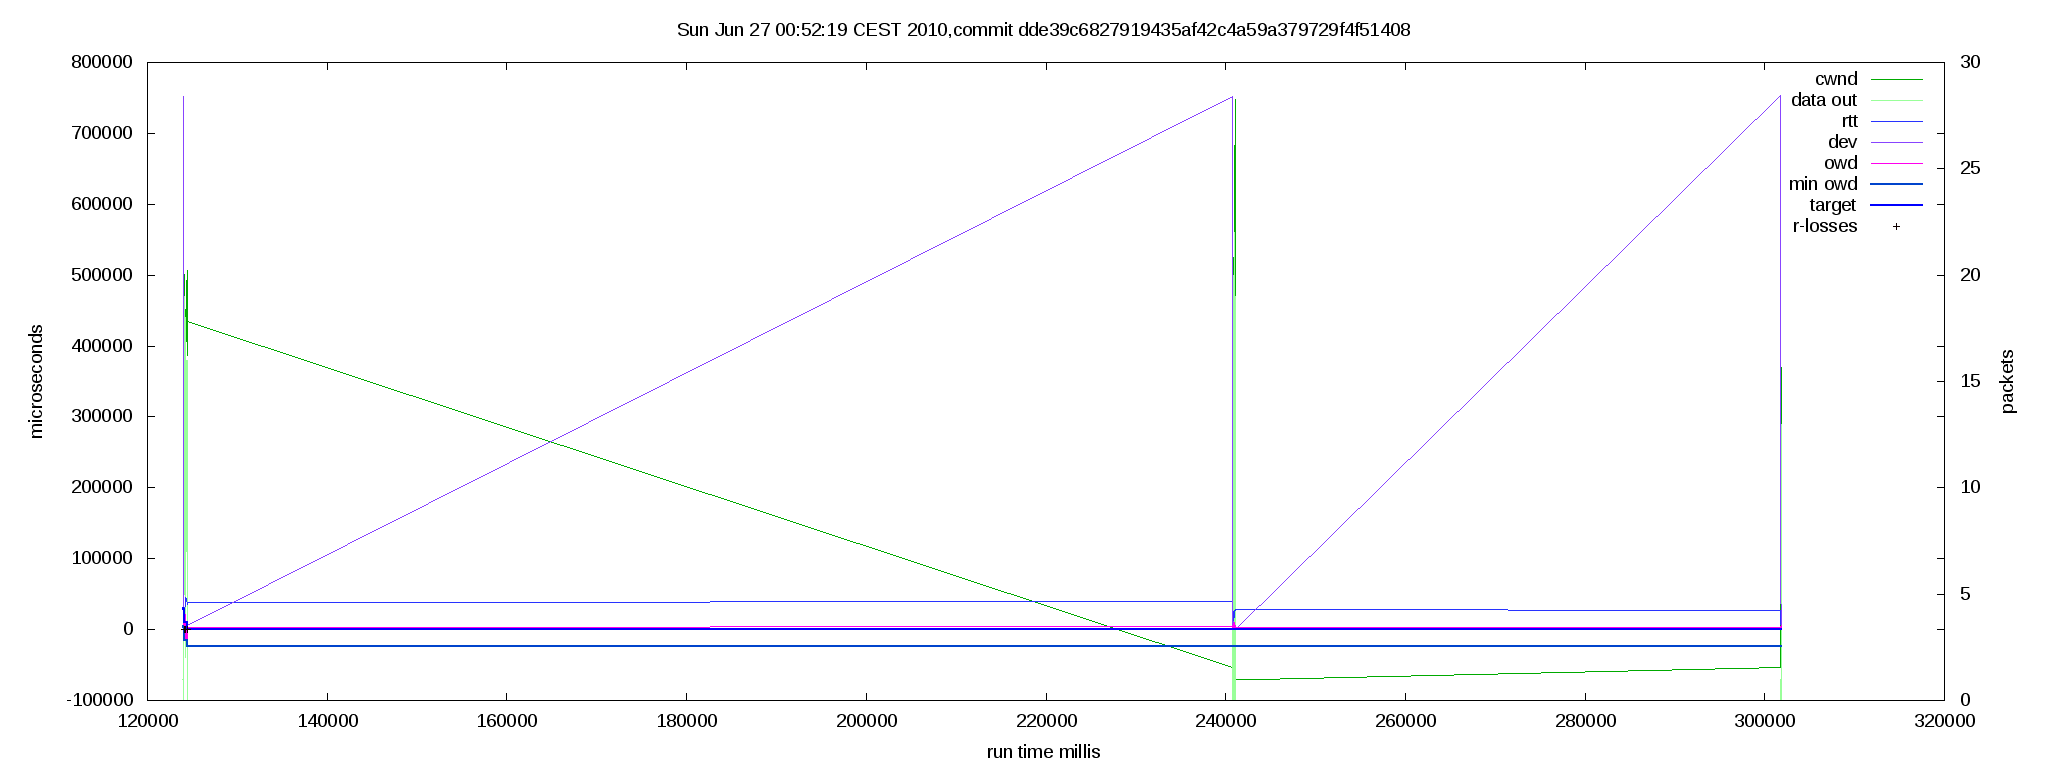 Sun Jun 27 00:52:19 CEST 2010,commit dde39c6827919435af42c4a59a379729f4f51408
800000
700000
600000
500000
400000
300000
200000
100000
0
-100000
microseconds
30
25
20
15
10
5
0
packets
cwnd
data out
rtt
dev
owd
min owd
target
r-losses
120000 140000 160000 180000 200000 220000 240000 260000 280000 300000 320000
run time millis